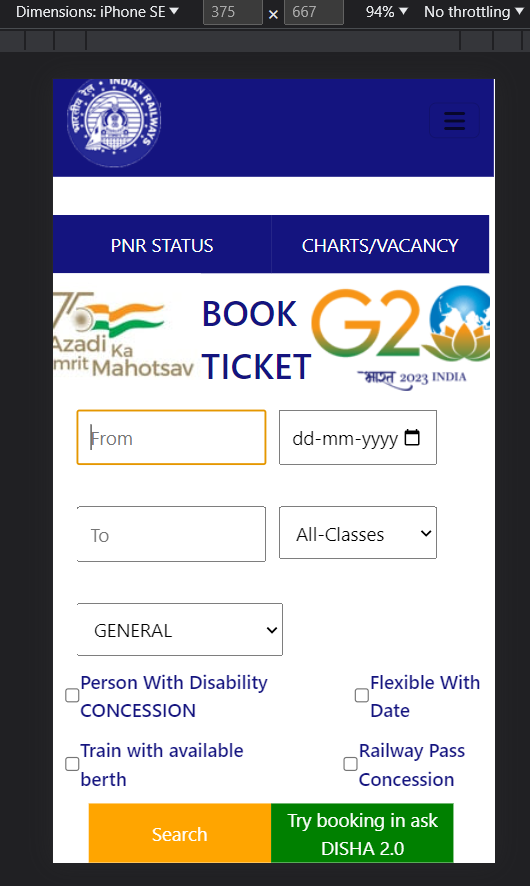 Dimensions: iPhone SE 375 × 667 94% No throttling
भारतीय रेल INDIAN RAILWAYS
PNR STATUS CHARTS/VACANCY
75
Azadi Ka
mrit Mahotsav
BOOK
TICKET
G20
भारत 2023 INDIA
From dd-mm-yyyy
To All-Classes
GENERAL
Person With Disability
CONCESSION
Flexible With
Date
Train with available
berth
Railway Pass
Concession
Search
Try booking in ask
DISHA 2.0